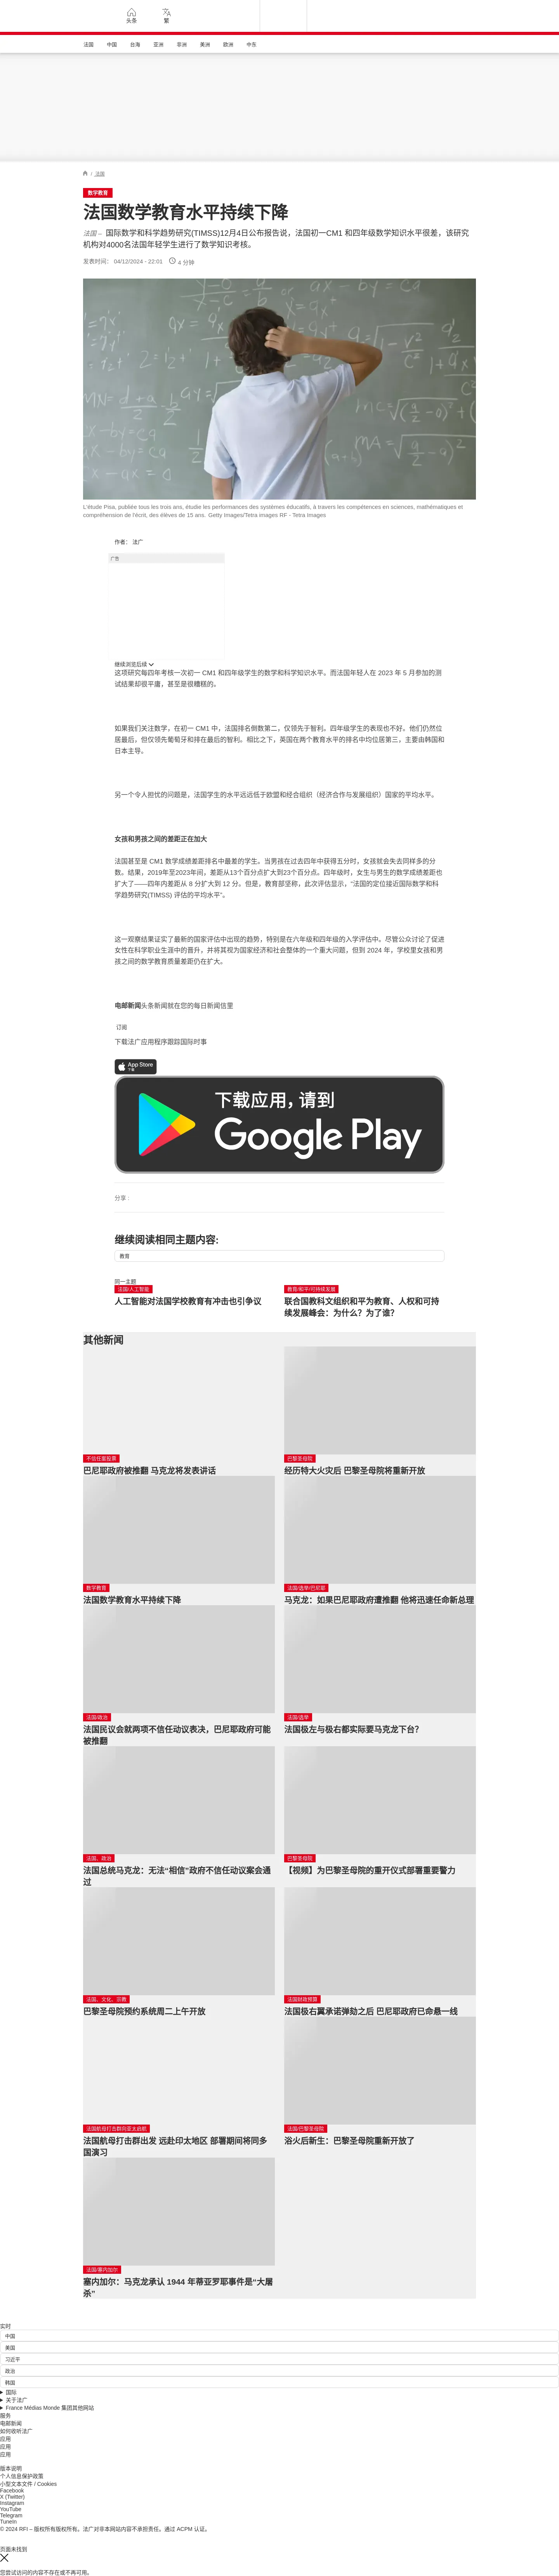 头条
繁
法国
中国
台海
亚洲
非洲
美洲
欧洲
中东
/ 法国
数学教育
法国数学教育水平持续下降
法国 – 国际数学和科学趋势研究(TIMSS)12月4日公布报告说，法国初一CM1 和四年级数学知识水平很差，该研究
机构对4000名法国年轻学生进行了数学知识考核。
发表时间： 04/12/2024 - 22:01
4 分钟
L'étude Pisa, publiée tous les trois ans, étudie les performances des systèmes éducatifs, à travers les compétences en sciences, mathématiques et
compréhension de l'écrit, des élèves de 15 ans. Getty Images/Tetra images RF - Tetra Images
作者： 法广
广告
继续浏览后续
这项研究每四年考核一次初一 CM1 和四年级学生的数学和科学知识水平。而法国年轻人在 2023 年 5 月参加的测
试结果却很平庸，甚至是很糟糕的。
如果我们关注数学，在初一 CM1 中，法国排名倒数第二，仅领先于智利。四年级学生的表现也不好。他们仍然位
居最后，但仅领先葡萄牙和排在最后的智利。相比之下，英国在两个教育水平的排名中均位居第三，主要由韩国和
日本主导。
另一个令人担忧的问题是，法国学生的水平远远低于欧盟和经合组织（经济合作与发展组织）国家的平均水平。
女孩和男孩之间的差距正在加大
法国甚至是 CM1 数学成绩差距排名中最差的学生。当男孩在过去四年中获得五分时，女孩就会失去同样多的分
数。结果，2019年至2023年间，差距从13个百分点扩大到23个百分点。四年级时，女生与男生的数学成绩差距也
扩大了——四年内差距从 8 分扩大到 12 分。但是，教育部坚称，此次评估显示，“法国的定位接近国际数学和科
学趋势研究(TIMSS) 评估的平均水平”。
这一观察结果证实了最新的国家评估中出现的趋势，特别是在六年级和四年级的入学评估中。尽管公众讨论了促进
女性在科学职业生涯中的晋升，并将其视为国家经济和社会整体的一个重大问题，但到 2024 年，学校里女孩和男
孩之间的数学教育质量差距仍在扩大。
电邮新闻头条新闻就在您的每日新闻信里
订阅
下载法广应用程序跟踪国际时事
App Store
下载
下载应用，请到
Google Play
分享 :
继续阅读相同主题内容:
教育
同一主题
法国/人工智能
人工智能对法国学校教育有冲击也引争议
教育/和平/可持续发展
联合国教科文组织和平为教育、人权和可持
续发展峰会：为什么？为了谁?
其他新闻
不信任案投票
巴尼耶政府被推翻 马克龙将发表讲话
巴黎圣母院
经历特大火灾后 巴黎圣母院将重新开放
数学教育
法国数学教育水平持续下降
法国/选举/巴尼耶
马克龙：如果巴尼耶政府遭推翻 他将迅速任命新总理
法国/政治
法国民议会就两项不信任动议表决，巴尼耶政府可能
被推翻
法国/选举
法国极左与极右都实际要马克龙下台？
法国、政治
法国总统马克龙：无法“相信”政府不信任动议案会通
过
巴黎圣母院
【视频】为巴黎圣母院的重开仪式部署重要警力
法国、文化、宗教
巴黎圣母院预约系统周二上午开放
法国财政预算
法国极右翼承诺弹劾之后 巴尼耶政府已命悬一线
法国航母打击群向亚太启航
法国航母打击群出发 远赴印太地区 部署期间将同多
国演习
法国/巴黎圣母院
浴火后新生：巴黎圣母院重新开放了
法国/塞内加尔
塞内加尔：马克龙承认 1944 年蒂亚罗耶事件是“大屠
杀”
实时
中国
美国
习近平
政治
韩国
国际
关于法广
France Médias Monde 集团其他网站
服务
电邮新闻
如何收听法广
应用
应用
应用
版本说明
个人信息保护政策
小型文本文件 / Cookies
Facebook
X (Twitter)
Instagram
YouTube
Telegram
TuneIn
© 2024 RFI – 版权所有版权所有。法广对非本网站内容不承担责任。通过 ACPM 认证。
页面未找到
您尝试访问的内容不存在或不再可用。